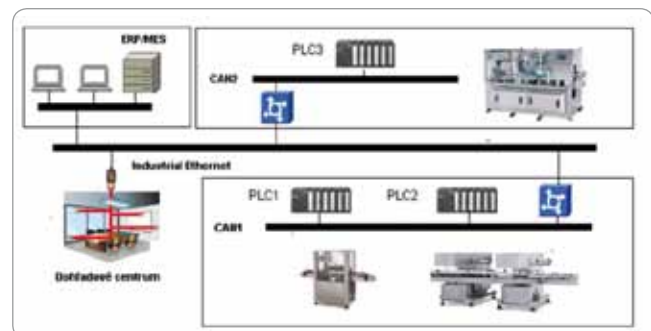 ERP/MES
PLC3
CAN2
Industrial Ethernet
PLC1
PLC2
CAN1
Dohľadové centrum